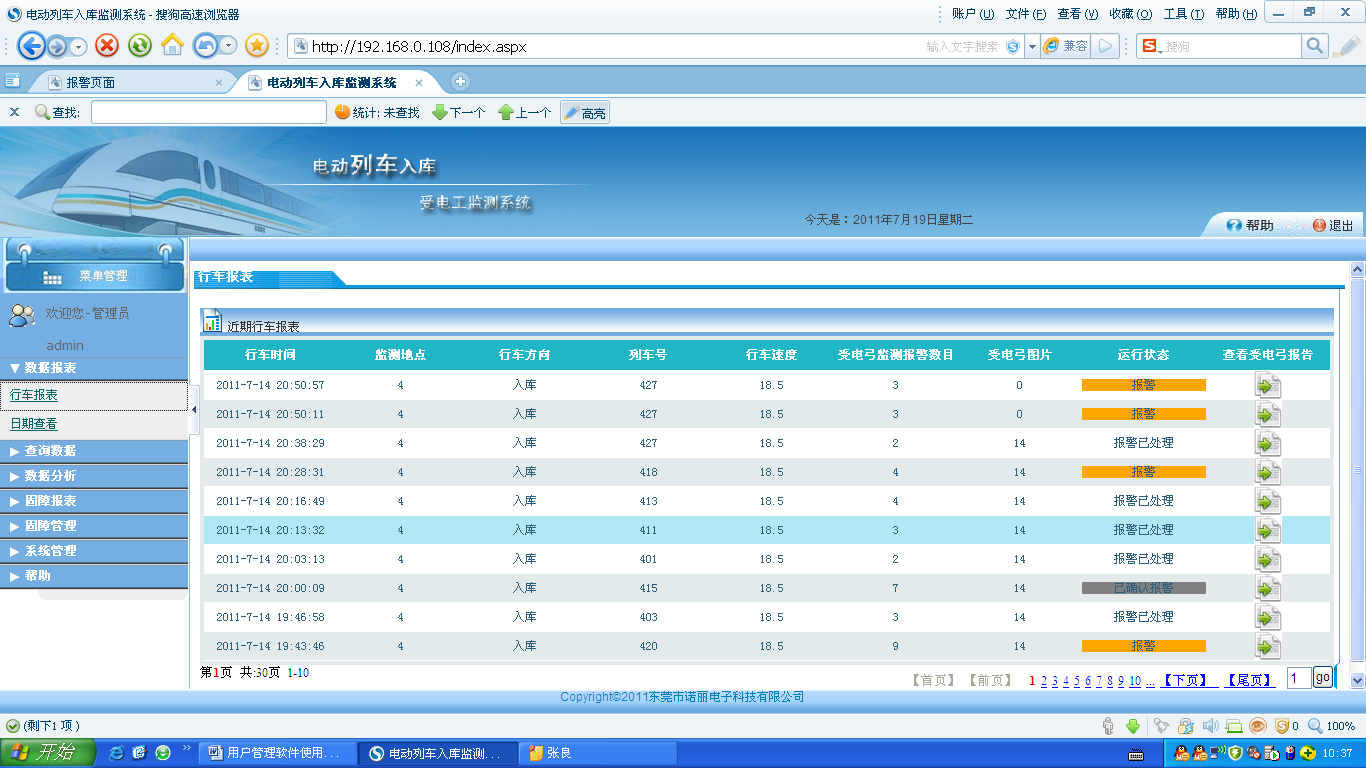 电动列车入库监测系统 - 搜狗高速浏览器
账户(U) 文件(F) 查看(V) 收藏(O) 工具(T) 帮助(H)
http://192.168.0.108/index.aspx 输入文字搜索 兼容 搜狗
报警页面 电动列车入库监测系统
查找: 统计: 未查找 下一个 上一个 高亮
电动列车入库
受电工监测系统
今天是：2011年7月19日星期二
帮助 退出
菜单管理
欢迎您-管理员
admin
数据报表
行车报表
日期查看
查询数据
数据分析
固障报表
固障管理
系统管理
帮助
行车报表
近期行车报表
行车时间 监测地点 行车方向 列车号 行车速度 受电弓监测报警数目 受电弓图片 运行状态 查看受电弓报告
2011-7-14 20:50:57 4 入库 427 18.5 3 0 报警
2011-7-14 20:50:11 4 入库 427 18.5 3 0 报警
2011-7-14 20:38:29 4 入库 427 18.5 2 14 报警已处理
2011-7-14 20:28:31 4 入库 418 18.5 4 14 报警
2011-7-14 20:16:49 4 入库 413 18.5 4 14 报警已处理
2011-7-14 20:13:32 4 入库 411 18.5 3 14 报警已处理
2011-7-14 20:03:13 4 入库 401 18.5 2 14 报警已处理
2011-7-14 20:00:09 4 入库 415 18.5 7 14 已确认报警
2011-7-14 19:46:58 4 入库 403 18.5 3 14 报警已处理
2011-7-14 19:43:46 4 入库 420 18.5 9 14 报警
第1页 共:30页 1-10
【首页】 【前页】 1 2 3 4 5 6 7 8 9 10 ... 【下页】 【尾页】 1 go
Copyright©2011东莞市诺丽电子科技有限公司
(剩下1 项) 0 100%
开始 用户管理软件使用... 电动列车入库监测... 张良 10:37